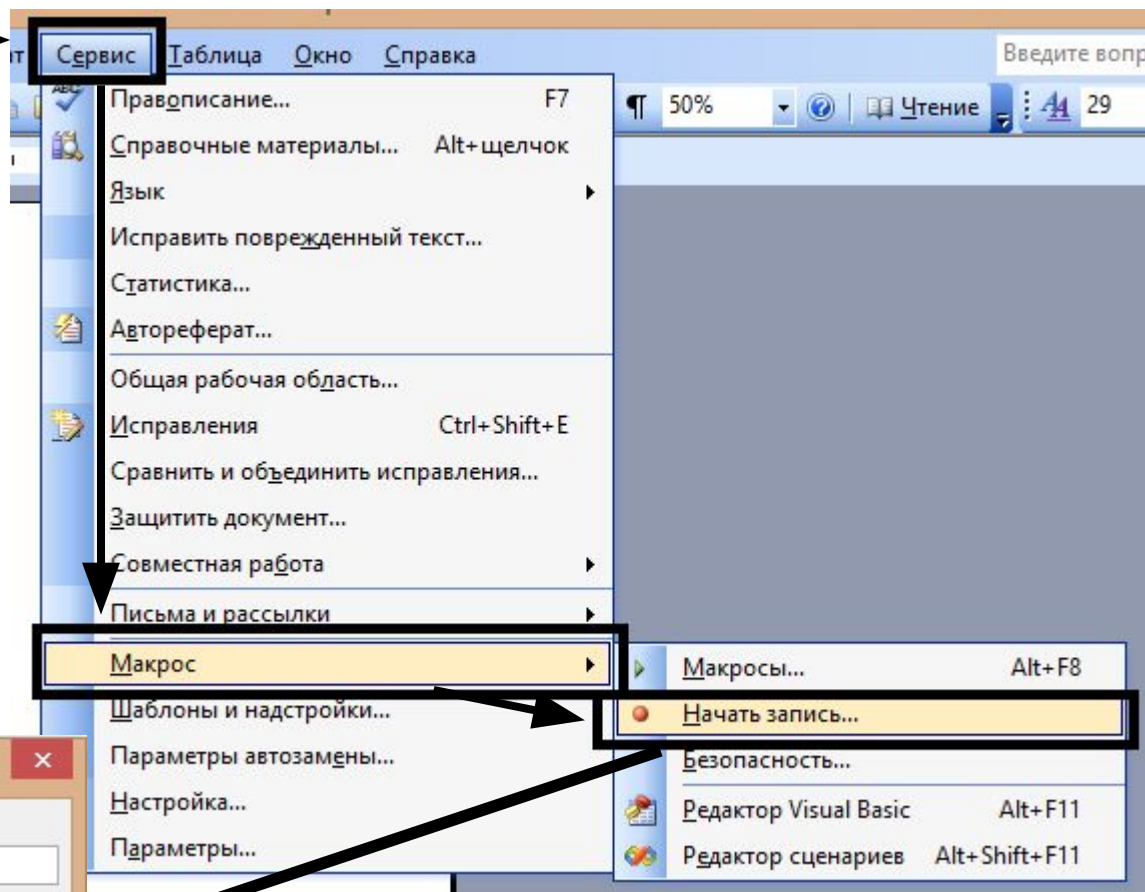 Сервис Таблица Окно Справка
Введите вопр
ABC
Правописание... F7
¶ 50% Чтение A4 29
Справочные материалы... Alt+щелчок
Язык
Исправить поврежденный текст...
Статистика...
Автореферат...
Общая рабочая область...
Исправления Ctrl+Shift+E
Сравнить и объединить исправления...
Защитить документ...
Совместная работа
Письма и рассылки
Макрос
Макросы... Alt+F8
Шаблоны и надстройки...
Начать запись...
Параметры автозамены...
Безопасность...
Настройка...
Редактор Visual Basic Alt+F11
Параметры...
Редактор сценариев Alt+Shift+F11